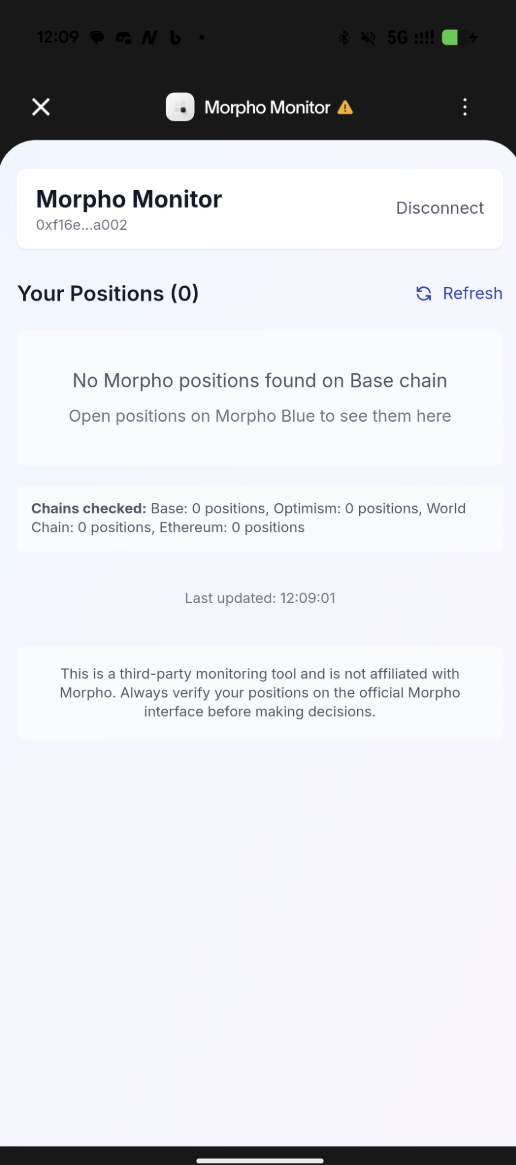 12:09
5G
Morpho Monitor
Morpho Monitor
0xf16e...a002
Disconnect
Your Positions (0)
Refresh
No Morpho positions found on Base chain
Open positions on Morpho Blue to see them here
Chains checked: Base: 0 positions, Optimism: 0 positions, World
Chain: 0 positions, Ethereum: 0 positions
Last updated: 12:09:01
This is a third-party monitoring tool and is not affiliated with
Morpho. Always verify your positions on the official Morpho
interface before making decisions.